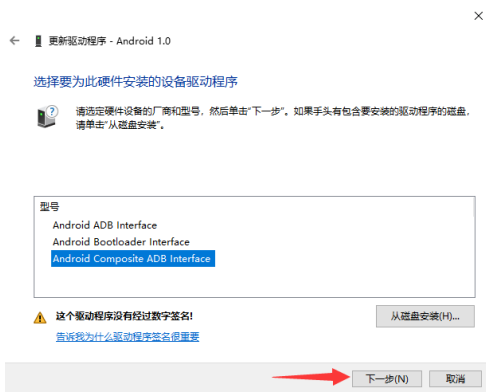 更新驱动程序 - Android 1.0
选择要为此硬件安装的设备驱动程序
请选定硬件设备的厂商和型号，然后单击"下一步"。如果手头有包含要安装的驱动程序的磁盘，
请单击"从磁盘安装"。
型号
Android ADB Interface
Android Bootloader Interface
Android Composite ADB Interface
这个驱动程序没有经过数字签名!
从磁盘安装(H)...
告诉我为什么驱动程序签名很重要
下一步(N)
取消